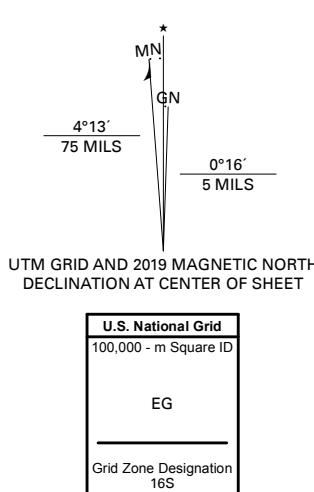 ★
MN
GN
4°13´
75 MILS
0°16´
5 MILS
UTM GRID AND 2019 MAGNETIC NORTH
DECLINATION AT CENTER OF SHEET
U.S. National Grid
100,000 - m Square ID
EG
Grid Zone Designation
16S